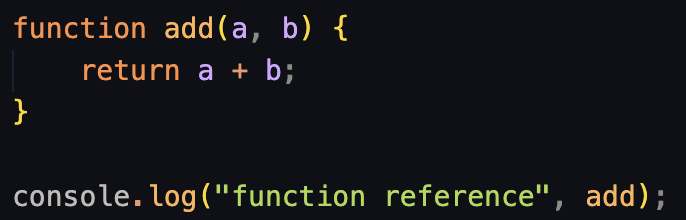 function add(a, b) {
    return a + b;
}

console.log("function reference", add);